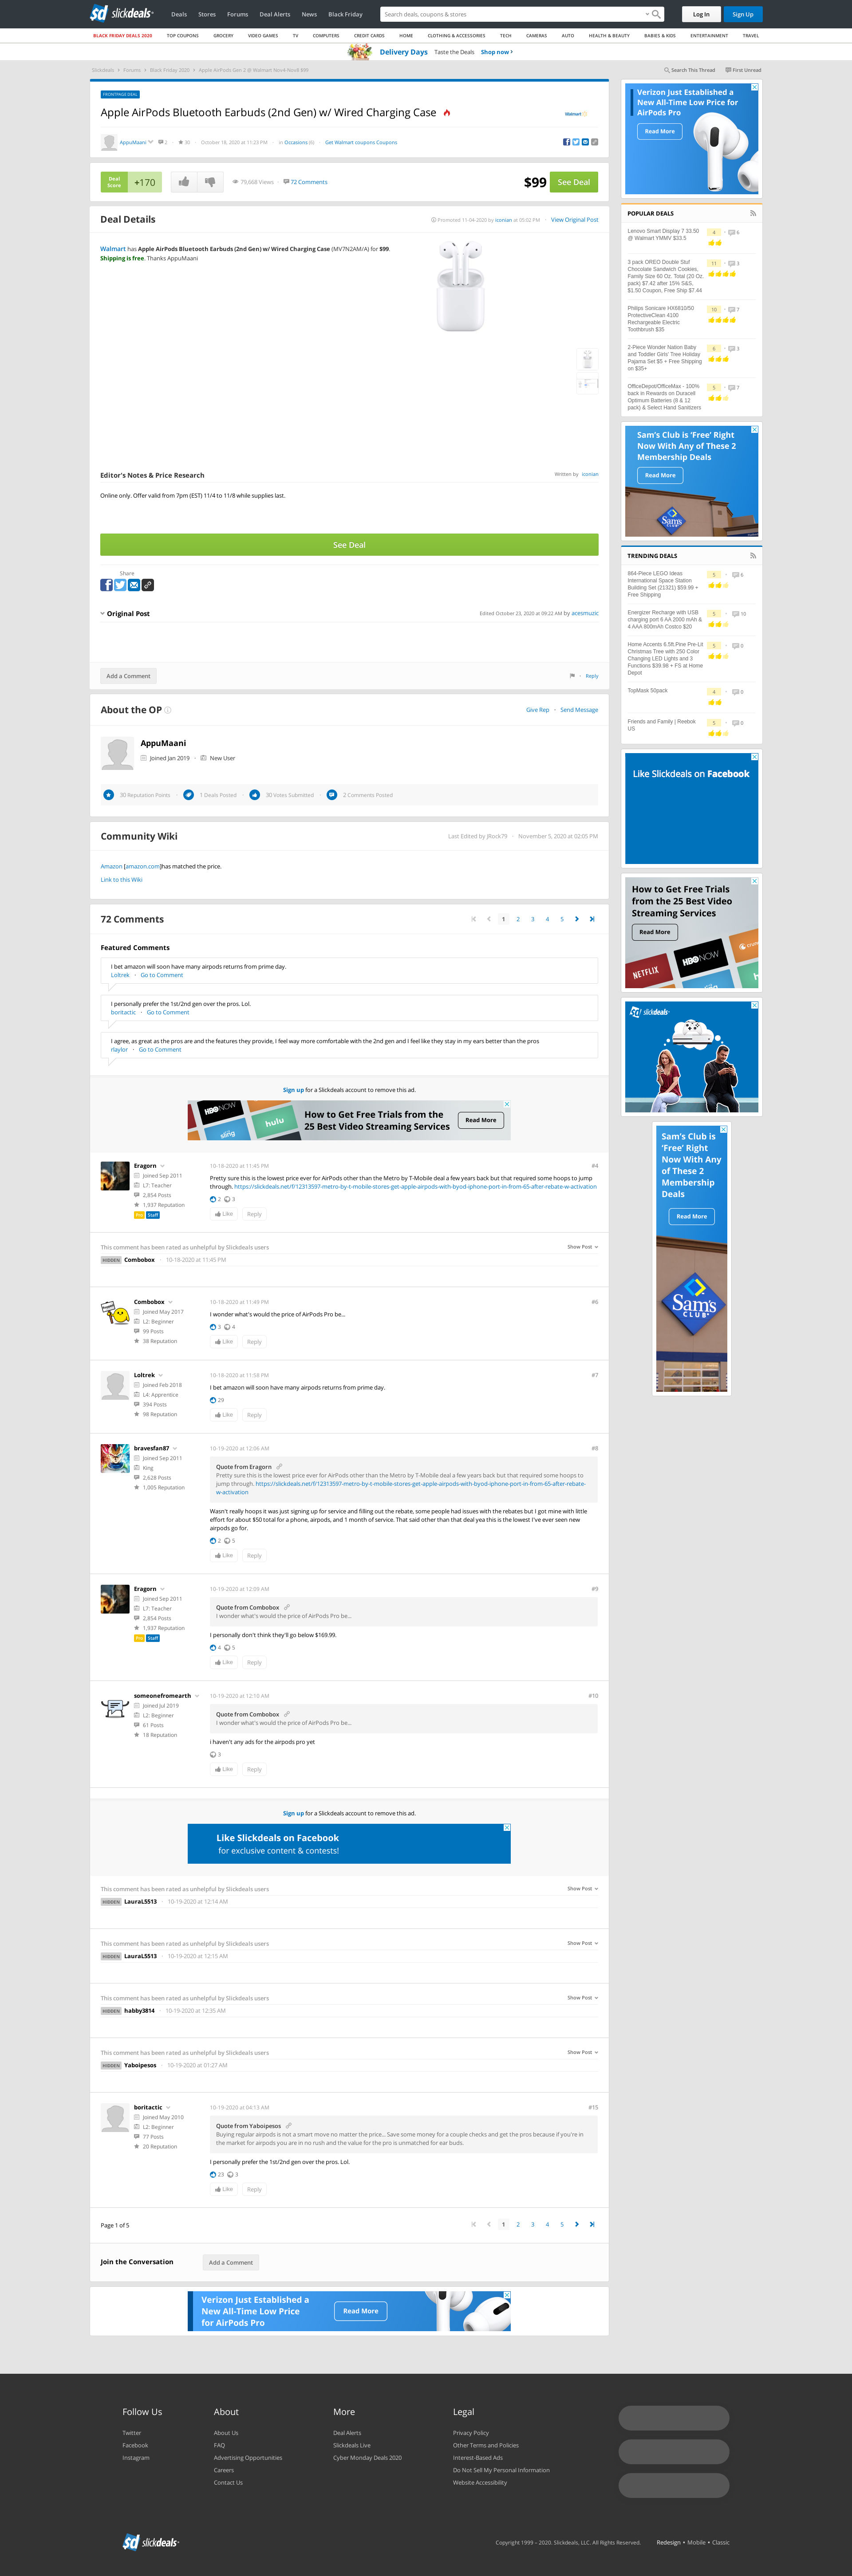 slickdeals
Deals Stores Forums Deal Alerts News Black Friday
Search deals, coupons & stores
Log In Sign Up
BLACK FRIDAY DEALS 2020 TOP COUPONS GROCERY VIDEO GAMES TV COMPUTERS CREDIT CARDS HOME CLOTHING & ACCESSORIES TECH CAMERAS AUTO HEALTH & BEAUTY BABIES & KIDS ENTERTAINMENT TRAVEL
Delivery Days Taste the Deals Shop now
Slickdeals Forums Black Friday 2020 Apple AirPods Gen 2 @ Walmart Nov4-Nov8 $99
Search This Thread First Unread
FRONTPAGE DEAL
Apple AirPods Bluetooth Earbuds (2nd Gen) w/ Wired Charging Case
Walmart
AppuMaani 2 30 October 18, 2020 at 11:23 PM in Occasions (6) Get Walmart coupons Coupons
Deal Score +170
79,668 Views 72 Comments
$99 See Deal
Deal Details
Promoted 11-04-2020 by iconian at 05:02 PM View Original Post
Walmart has Apple AirPods Bluetooth Earbuds (2nd Gen) w/ Wired Charging Case (MV7N2AM/A) for $99.
Shipping is free. Thanks AppuMaani
Editor's Notes & Price Research
Written by iconian
Online only. Offer valid from 7pm (EST) 11/4 to 11/8 while supplies last.
See Deal
Share
Original Post
Edited October 23, 2020 at 09:22 AM by acesmuzic
Add a Comment
Reply
About the OP
Give Rep Send Message
AppuMaani
Joined Jan 2019 New User
30 Reputation Points 1 Deals Posted 30 Votes Submitted 2 Comments Posted
Community Wiki
Last Edited by JRock79 November 5, 2020 at 02:05 PM
Amazon [amazon.com]has matched the price.
Link to this Wiki
72 Comments
1 2 3 4 5
Featured Comments
I bet amazon will soon have many airpods returns from prime day.
Loltrek Go to Comment
I personally prefer the 1st/2nd gen over the pros. Lol.
boritactic Go to Comment
I agree, as great as the pros are and the features they provide, I feel way more comfortable with the 2nd gen and I feel like they stay in my ears better than the pros
rlaylor Go to Comment
Sign up for a Slickdeals account to remove this ad.
HBO NOW
sling
hulu
How to Get Free Trials from the
25 Best Video Streaming Services
Read More
Eragorn
Joined Sep 2011
L7: Teacher
2,854 Posts
1,937 Reputation
Pro Staff
10-18-2020 at 11:45 PM #4
Pretty sure this is the lowest price ever for AirPods other than the Metro by T-Mobile deal a few years back but that required some hoops to jump
through. https://slickdeals.net/f/12313597-metro-by-t-mobile-stores-get-apple-airpods-with-byod-iphone-port-in-from-65-after-rebate-w-activation
2 3
Like Reply
This comment has been rated as unhelpful by Slickdeals users
Show Post
HIDDEN Combobox 10-18-2020 at 11:45 PM
Combobox
Joined May 2017
L2: Beginner
99 Posts
38 Reputation
10-18-2020 at 11:49 PM #6
I wonder what's would the price of AirPods Pro be...
3 4
Like Reply
Loltrek
Joined Feb 2018
L4: Apprentice
394 Posts
98 Reputation
10-18-2020 at 11:58 PM #7
I bet amazon will soon have many airpods returns from prime day.
29
Like Reply
bravesfan87
Joined Sep 2011
King
2,628 Posts
1,005 Reputation
10-19-2020 at 12:06 AM #8
Quote from Eragorn
Pretty sure this is the lowest price ever for AirPods other than the Metro by T-Mobile deal a few years back but that required some hoops to
jump through. https://slickdeals.net/f/12313597-metro-by-t-mobile-stores-get-apple-airpods-with-byod-iphone-port-in-from-65-after-rebate-
w-activation
Wasn't really hoops it was just signing up for service and filling out the rebate, some people had issues with the rebates but I got mine with little
effort for about $50 total for a phone, airpods, and 1 month of service. That said other than that deal yea this is the lowest I've ever seen new
airpods go for.
2 5
Like Reply
Eragorn
Joined Sep 2011
L7: Teacher
2,854 Posts
1,937 Reputation
Pro Staff
10-19-2020 at 12:09 AM #9
Quote from Combobox
I wonder what's would the price of AirPods Pro be...
I personally don't think they'll go below $169.99.
4 5
Like Reply
someonefromearth
Joined Jul 2019
L2: Beginner
61 Posts
18 Reputation
10-19-2020 at 12:10 AM #10
Quote from Combobox
I wonder what's would the price of AirPods Pro be...
i haven't any ads for the airpods pro yet
3
Like Reply
Sign up for a Slickdeals account to remove this ad.
Like Slickdeals on Facebook
for exclusive content & contests!
This comment has been rated as unhelpful by Slickdeals users
Show Post
HIDDEN LauraL5513 10-19-2020 at 12:14 AM
This comment has been rated as unhelpful by Slickdeals users
Show Post
HIDDEN LauraL5513 10-19-2020 at 12:15 AM
This comment has been rated as unhelpful by Slickdeals users
Show Post
HIDDEN habby3814 10-19-2020 at 12:35 AM
This comment has been rated as unhelpful by Slickdeals users
Show Post
HIDDEN Yaboipesos 10-19-2020 at 01:27 AM
boritactic
Joined May 2010
L2: Beginner
77 Posts
20 Reputation
10-19-2020 at 04:13 AM #15
Quote from Yaboipesos
Buying regular airpods is not a smart move no matter the price... Save some money for a couple checks and get the pros because if you're in
the market for airpods you are in no rush and the value for the pro is unmatched for ear buds.
I personally prefer the 1st/2nd gen over the pros. Lol.
23 3
Like Reply
Page 1 of 5
1 2 3 4 5
Join the Conversation
Add a Comment
Verizon Just Established a
New All-Time Low Price
for AirPods Pro
Read More
Verizon Just Established a
New All-Time Low Price for
AirPods Pro
Read More
POPULAR DEALS
Lenovo Smart Display 7 33.50
@ Walmart YMMV $33.5
4 6
3 pack OREO Double Stuf
Chocolate Sandwich Cookies,
Family Size 60 Oz. Total (20 Oz.
pack) $7.42 after 15% S&S,
$1.50 Coupon, Free Ship $7.44
11 3
Philips Sonicare HX6810/50
ProtectiveClean 4100
Rechargeable Electric
Toothbrush $35
10 7
2-Piece Wonder Nation Baby
and Toddler Girls' Tree Holiday
Pajama Set $5 + Free Shipping
on $35+
6 3
OfficeDepot/OfficeMax - 100%
back in Rewards on Duracell
Optimum Batteries (8 & 12
pack) & Select Hand Sanitizers
5 7
Sam's Club is 'Free' Right
Now With Any of These 2
Membership Deals
Read More
Sam's
CLUB
TRENDING DEALS
864-Piece LEGO Ideas
International Space Station
Building Set (21321) $59.99 +
Free Shipping
5 6
Energizer Recharge with USB
charging port 6 AA 2000 mAh &
4 AAA 800mAh Costco $20
5 10
Home Accents 6.5ft Pine Pre-Lit
Christmas Tree with 250 Color
Changing LED Lights and 3
Functions $39.98 + FS at Home
Depot
5 0
TopMask 50pack
4 0
Friends and Family | Reebok
US
5 0
Like Slickdeals on Facebook
How to Get Free Trials
from the 25 Best Video
Streaming Services
Read More
NETFLIX
HBO NOW
slickdeals
Sam's Club is
'Free' Right
Now With Any
of These 2
Membership
Deals
Read More
Sam's
CLUB
Follow Us
Twitter
Facebook
Instagram
About
About Us
FAQ
Advertising Opportunities
Careers
Contact Us
More
Deal Alerts
Slickdeals Live
Cyber Monday Deals 2020
Legal
Privacy Policy
Other Terms and Policies
Interest-Based Ads
Do Not Sell My Personal Information
Website Accessibility
slickdeals
Copyright 1999 - 2020. Slickdeals, LLC. All Rights Reserved. Redesign • Mobile • Classic